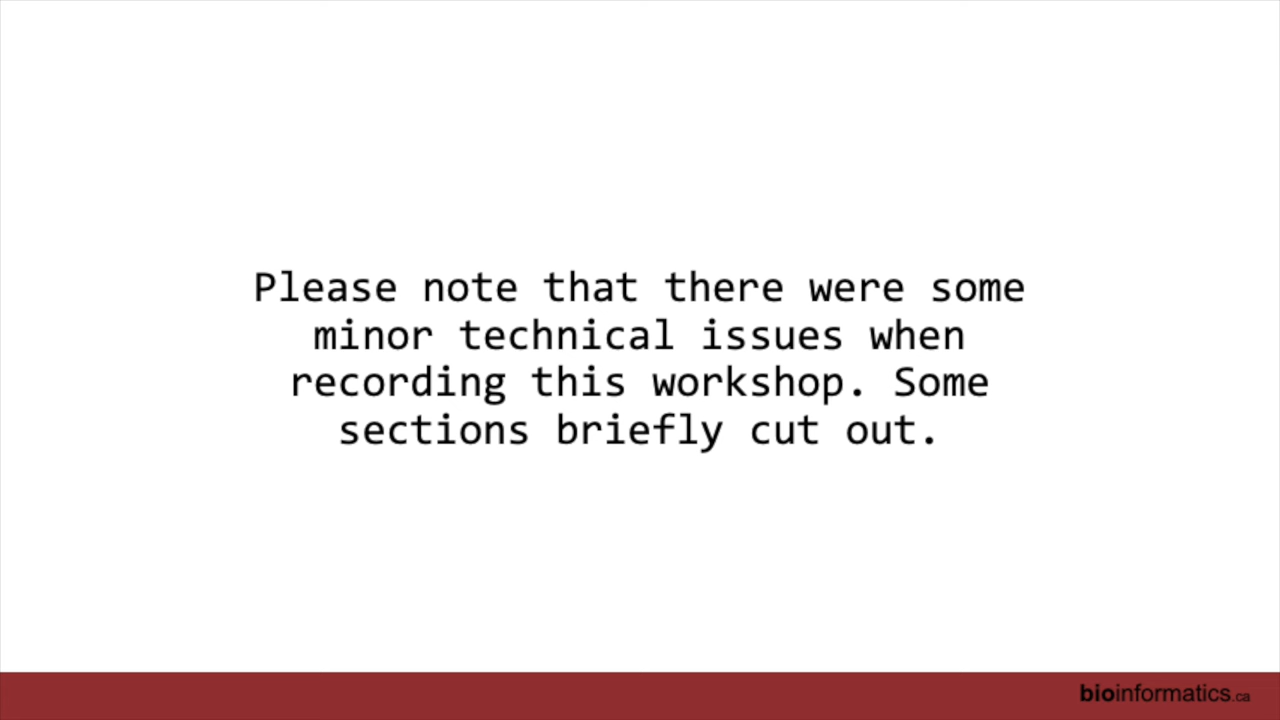 Please note that there were some
minor technical issues when
recording this workshop. Some
sections briefly cut out.
bioinformatics.ca